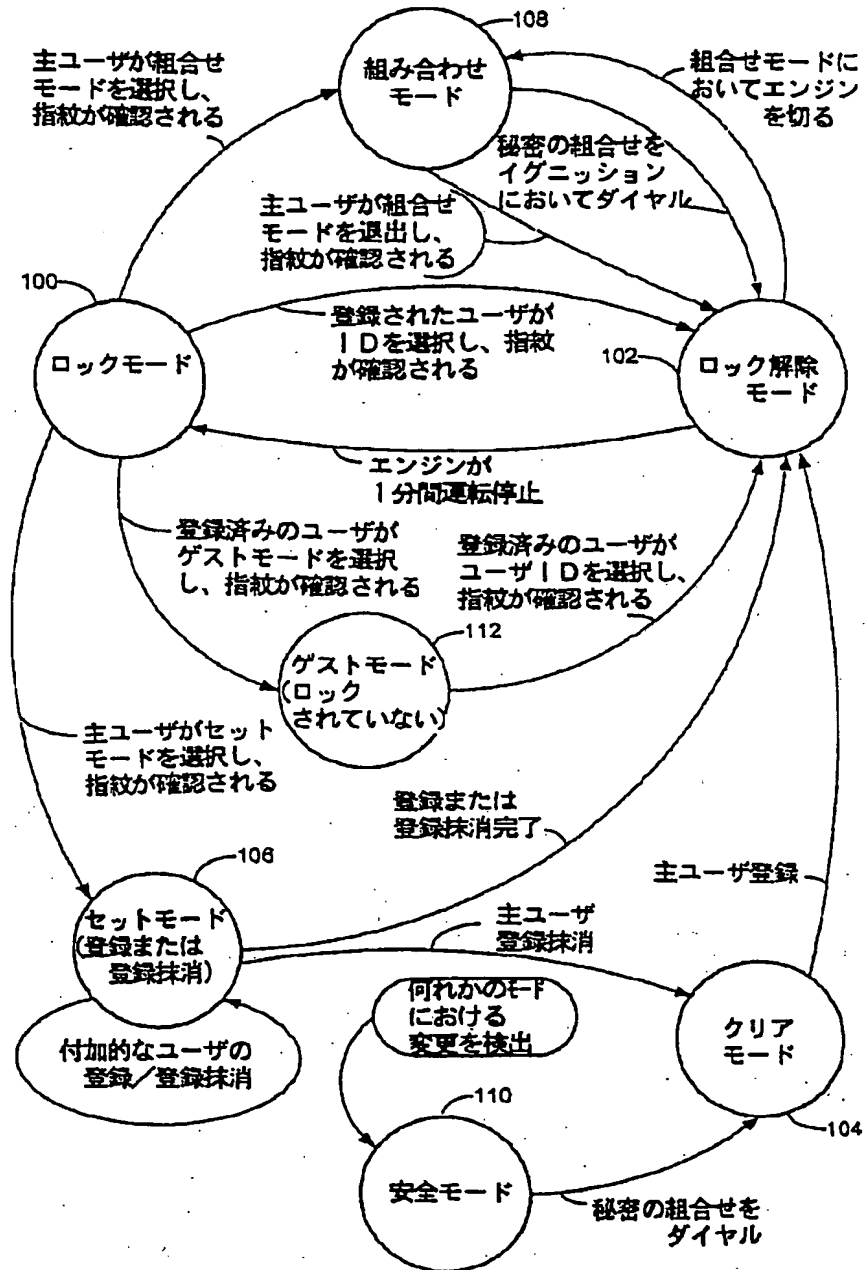 108
主ユーザが組合せ
モードを選択し、
指紋が確認される
組み合わせ
モード
組合せモードに
おいてエンジン
を切る
秘密の組合せを
イグニッション
においてダイヤル
主ユーザが組合せ
モードを退出し、
指紋が確認される
100
ロックモード
登録されたユーザが
IDを選択し、指紋
が確認される
102
ロック解除
モード
エンジンが
1分間運転停止
登録済みのユーザが
ゲストモードを選択
し、指紋が確認される
登録済みのユーザが
ユーザIDを選択し、
指紋が確認される
112
ゲストモード
(ロック
されていない)
主ユーザがセット
モードを選択し、
指紋が確認される
登録または
登録抹消完了
106
セットモード
(登録または
登録抹消)
主ユーザ登録
主ユーザ
登録抹消
付加的なユーザの
登録/登録抹消
何れかのモード
における
変更を検出
クリア
モード
104
110
安全モード
秘密の組合せを
ダイヤル